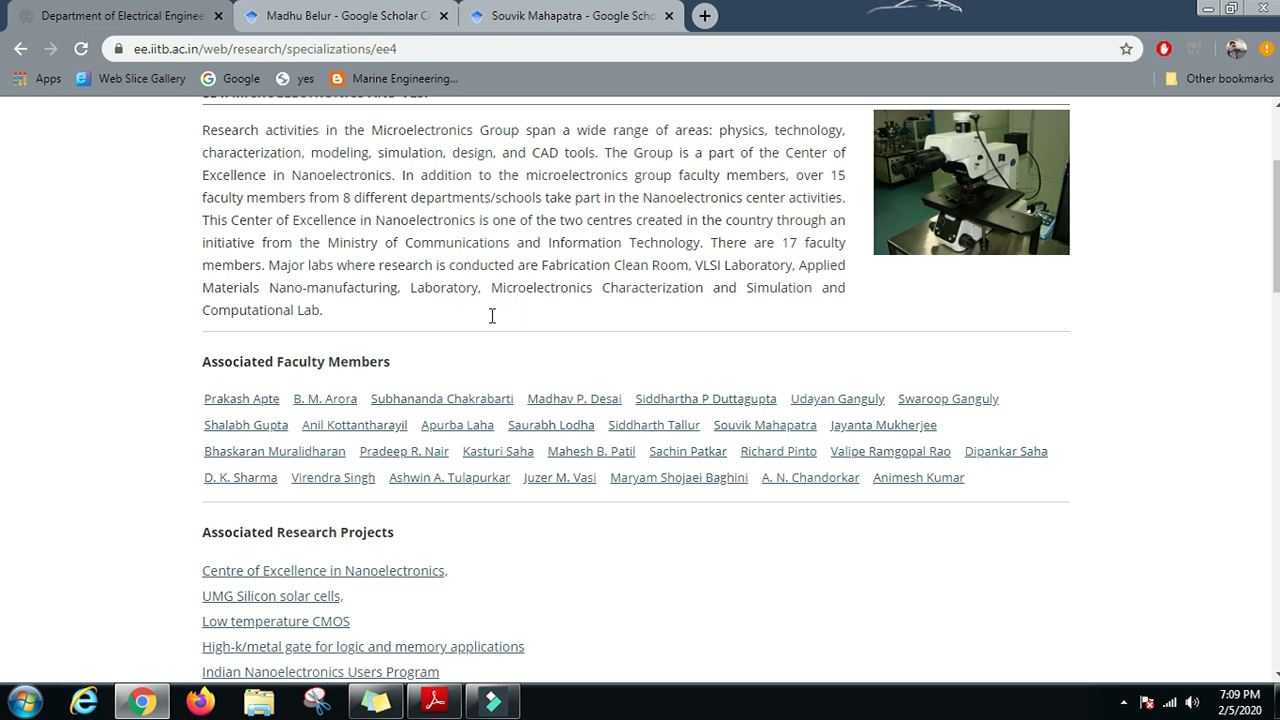 Department of Electrical Enginee
Madhu Belur - Google Scholar Ci
Souvik Mahapatra - Google Scho
ee.iitb.ac.in/web/research/specializations/ee4
Apps Web Slice Gallery Google yes Marine Engineering... Other bookmarks
Research activities in the Microelectronics Group span a wide range of areas: physics, technology,
characterization, modeling, simulation, design, and CAD tools. The Group is a part of the Center of
Excellence in Nanoelectronics. In addition to the microelectronics group faculty members, over 15
faculty members from 8 different departments/schools take part in the Nanoelectronics center activities.
This Center of Excellence in Nanoelectronics is one of the two centres created in the country through an
initiative from the Ministry of Communications and Information Technology. There are 17 faculty
members. Major labs where research is conducted are Fabrication Clean Room, VLSI Laboratory, Applied
Materials Nano-manufacturing, Laboratory, Microelectronics Characterization and Simulation and
Computational Lab.
Associated Faculty Members
Prakash Apte B. M. Arora Subhananda Chakrabarti Madhav P. Desai Siddhartha P Duttagupta Udayan Ganguly Swaroop Ganguly
Shalabh Gupta Anil Kottantharayil Apurba Laha Saurabh Lodha Siddharth Tallur Souvik Mahapatra Jayanta Mukherjee
Bhaskaran Muralidharan Pradeep R. Nair Kasturi Saha Mahesh B. Patil Sachin Patkar Richard Pinto Valipe Ramgopal Rao Dipankar Saha
D. K. Sharma Virendra Singh Ashwin A. Tulapurkar Juzer M. Vasi Maryam Shojaei Baghini A. N. Chandorkar Animesh Kumar
Associated Research Projects
Centre of Excellence in Nanoelectronics,
UMG Silicon solar cells,
Low temperature CMOS
High-k/metal gate for logic and memory applications
Indian Nanoelectronics Users Program
7:09 PM
2/5/2020